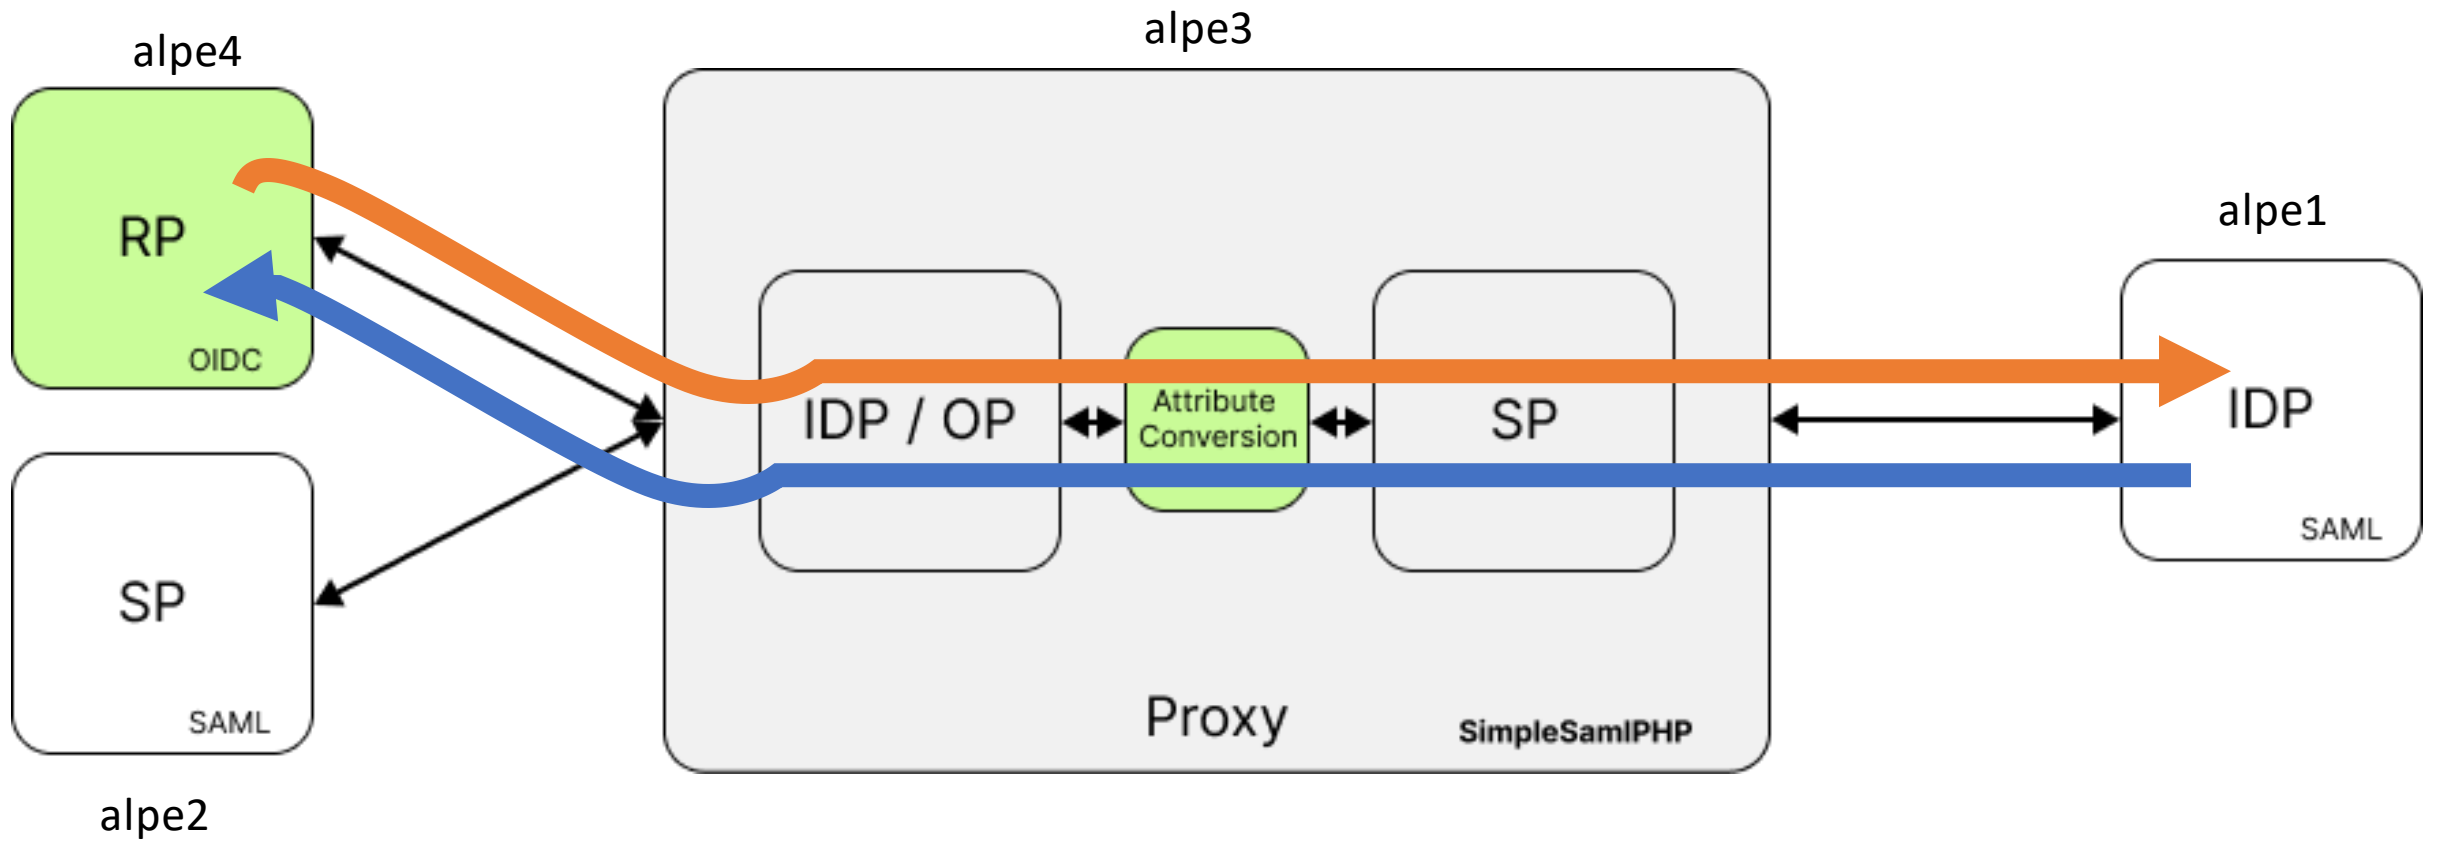 alpe4
alpe3
alpe1
RP
OIDC
IDP / OP
Attribute
Conversion
SP
IDP
SAML
SP
SAML
Proxy
SimpleSamlPHP
alpe2